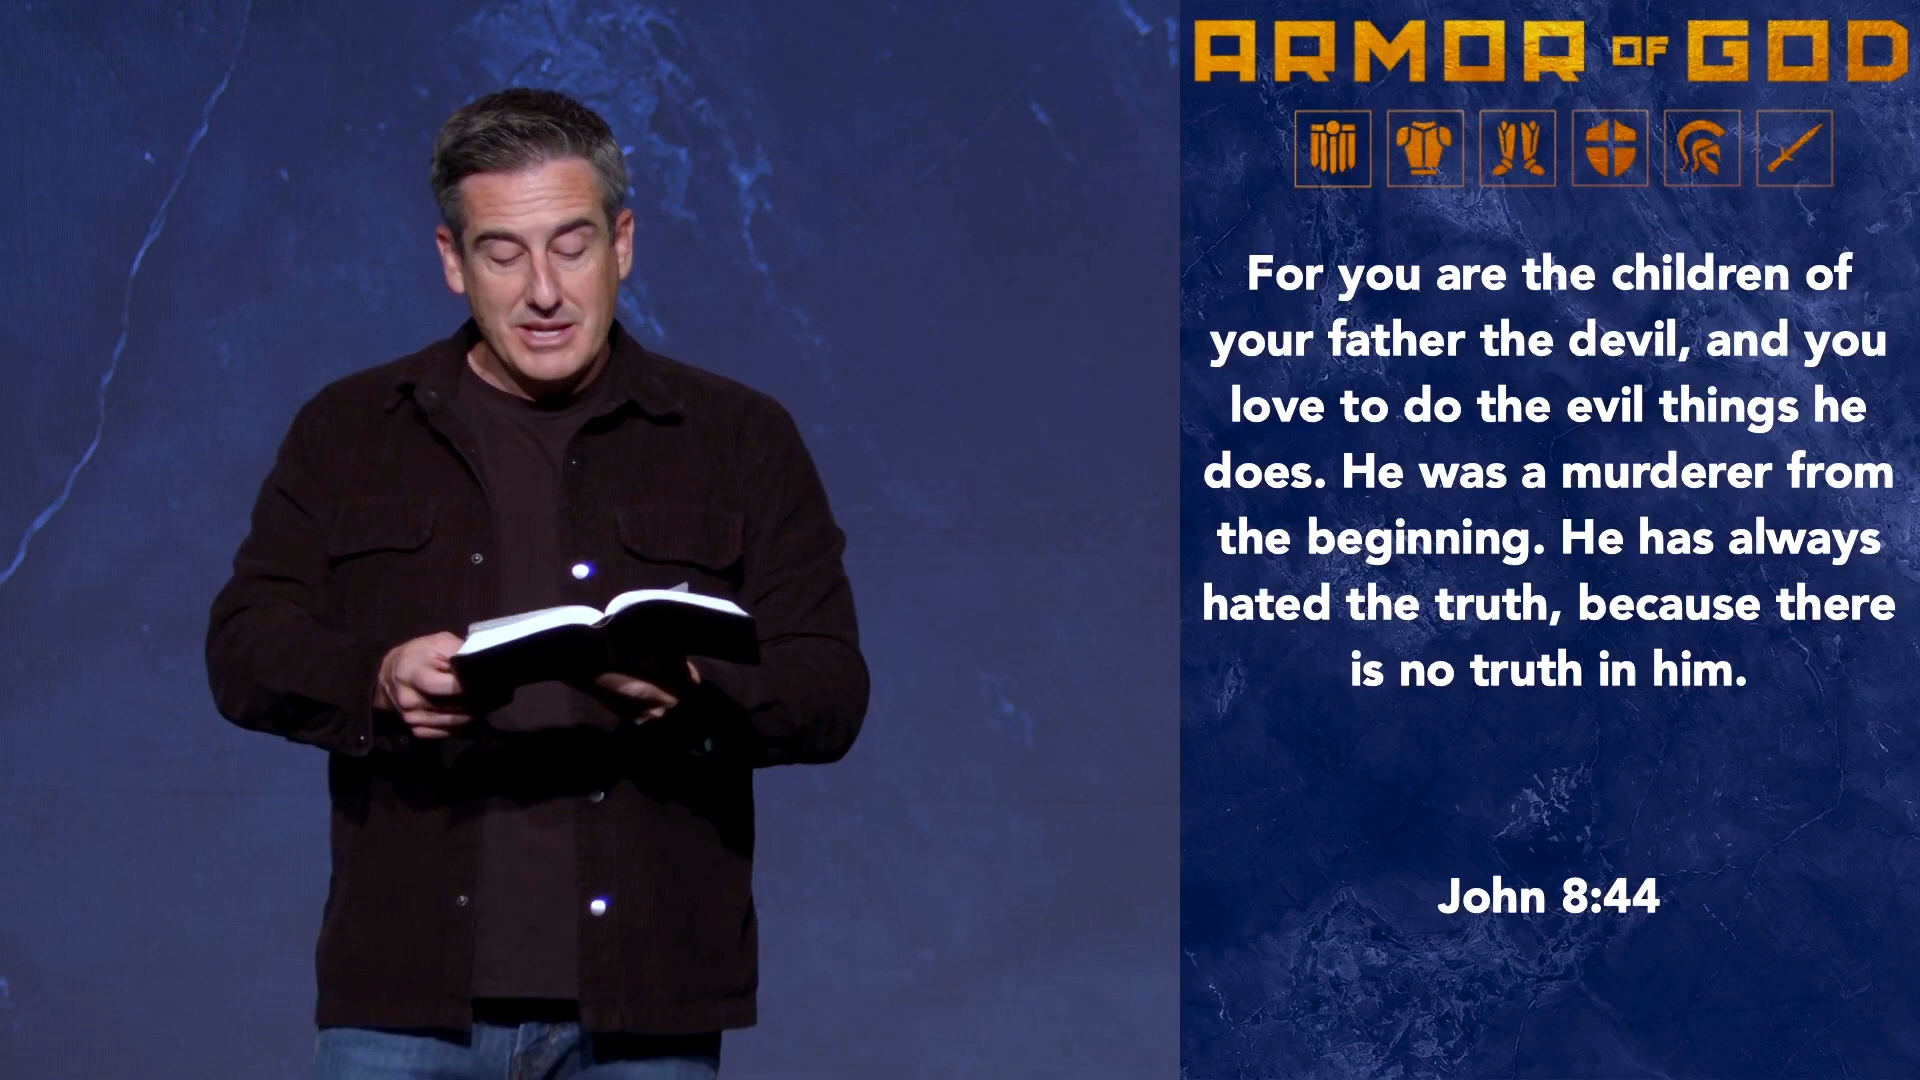 ARMOR OF GOD
For you are the children of
your father the devil, and you
love to do the evil things he
does. He was a murderer from
the beginning. He has always
hated the truth, because there
is no truth in him.
John 8:44